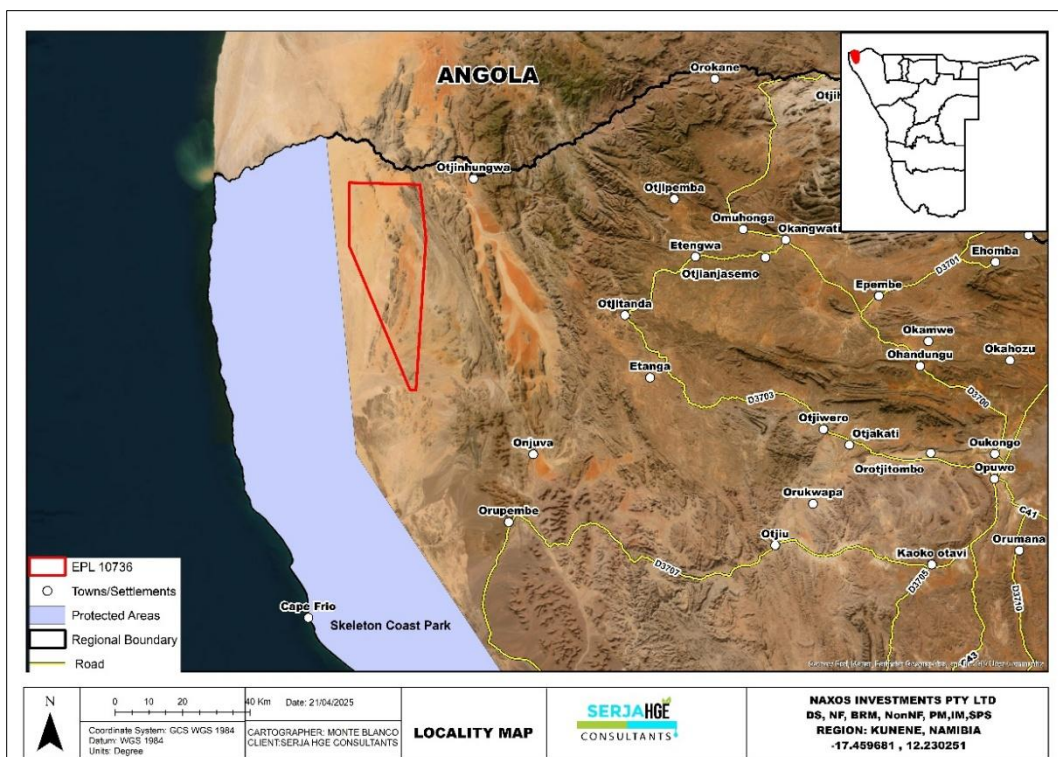 ANGOLA
Orokane
Otjinhungwa
Otjipemba
Omuhonga
Okangwati
Etengwa
Otjianjasemo
D3701
Ehomba
Epembe
Otjitanda
Okamwe
Ohandungu
Okahozu
Etanga
D3700
D3703
Otjiwero
Otjakati
Oukongo
Onjuva
Orotjitombo
Opuwo
Orukwapa
C41
Orupembe
Otjiu
Orumana
Kaoko otavi
D3707
D3705
D3710
C43
Cape Frio
Skeleton Coast Park
EPL 10736
Towns/Settlements
Protected Areas
Regional Boundary
Road
N
0 10 20 40 Km
Date: 21/04/2025
Coordinate System: GCS WGS 1984
Datum: WGS 1984
Units: Degree
CARTOGRAPHER: MONTE BLANCO
CLIENT:SERJA HGE CONSULTANTS
LOCALITY MAP
SERJAHGE
CONSULTANTS
NAXOS INVESTMENTS PTY LTD
DS, NF, BRM, NonNF, PM,IM,SPS
REGION: KUNENE, NAMIBIA
-17.459681 , 12.230251